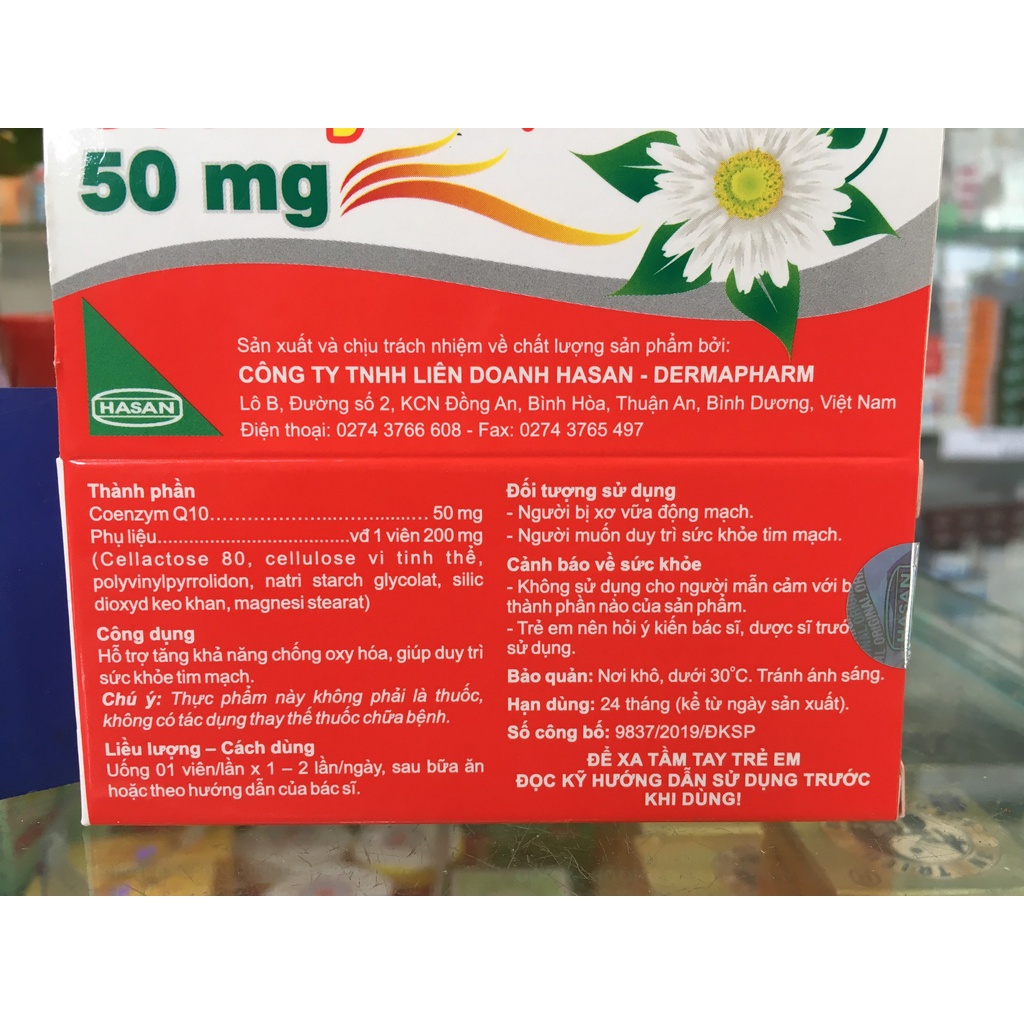 50 mg
HASAN
Sản xuất và chịu trách nhiệm về chất lượng sản phẩm bởi:
CÔNG TY TNHH LIÊN DOANH HASAN - DERMAPHARM
Lô B, Đường số 2, KCN Đồng An, Bình Hòa, Thuận An, Bình Dương, Việt Nam
Điện thoại: 0274 3766 608 - Fax: 0274 3765 497
Thành phần
Coenzym Q10........................................ 50 mg
Phụ liệu....................................vđ 1 viên 200 mg
(Cellactose 80, cellulose vi tinh thể,
polyvinylpyrrolidon, natri starch glycolat, silic
dioxyd keo khan, magnesi stearat)
Công dụng
Hỗ trợ tăng khả năng chống oxy hóa, giúp duy trì
sức khỏe tim mạch.
Chú ý: Thực phẩm này không phải là thuốc,
không có tác dụng thay thế thuốc chữa bệnh.
Liều lượng – Cách dùng
Uống 01 viên/lần x 1 – 2 lần/ngày, sau bữa ăn
hoặc theo hướng dẫn của bác sĩ.
Đối tượng sử dụng
- Người bị xơ vữa động mạch.
- Người muốn duy trì sức khỏe tim mạch.
Cảnh báo về sức khỏe
- Không sử dụng cho người mẫn cảm với
thành phần nào của sản phẩm.
- Trẻ em nên hỏi ý kiến bác sĩ, dược sĩ
sử dụng.
Bảo quản: Nơi khô, dưới 30°C. Tránh ánh sáng.
Hạn dùng: 24 tháng (kể từ ngày sản xuất).
Số công bố: 9837/2019/ĐKSP
ĐỂ XA TẦM TAY TRẺ EM
ĐỌC KỸ HƯỚNG DẪN SỬ DỤNG TRƯỚC
KHI DÙNG!
HASAN
ORIGINAL